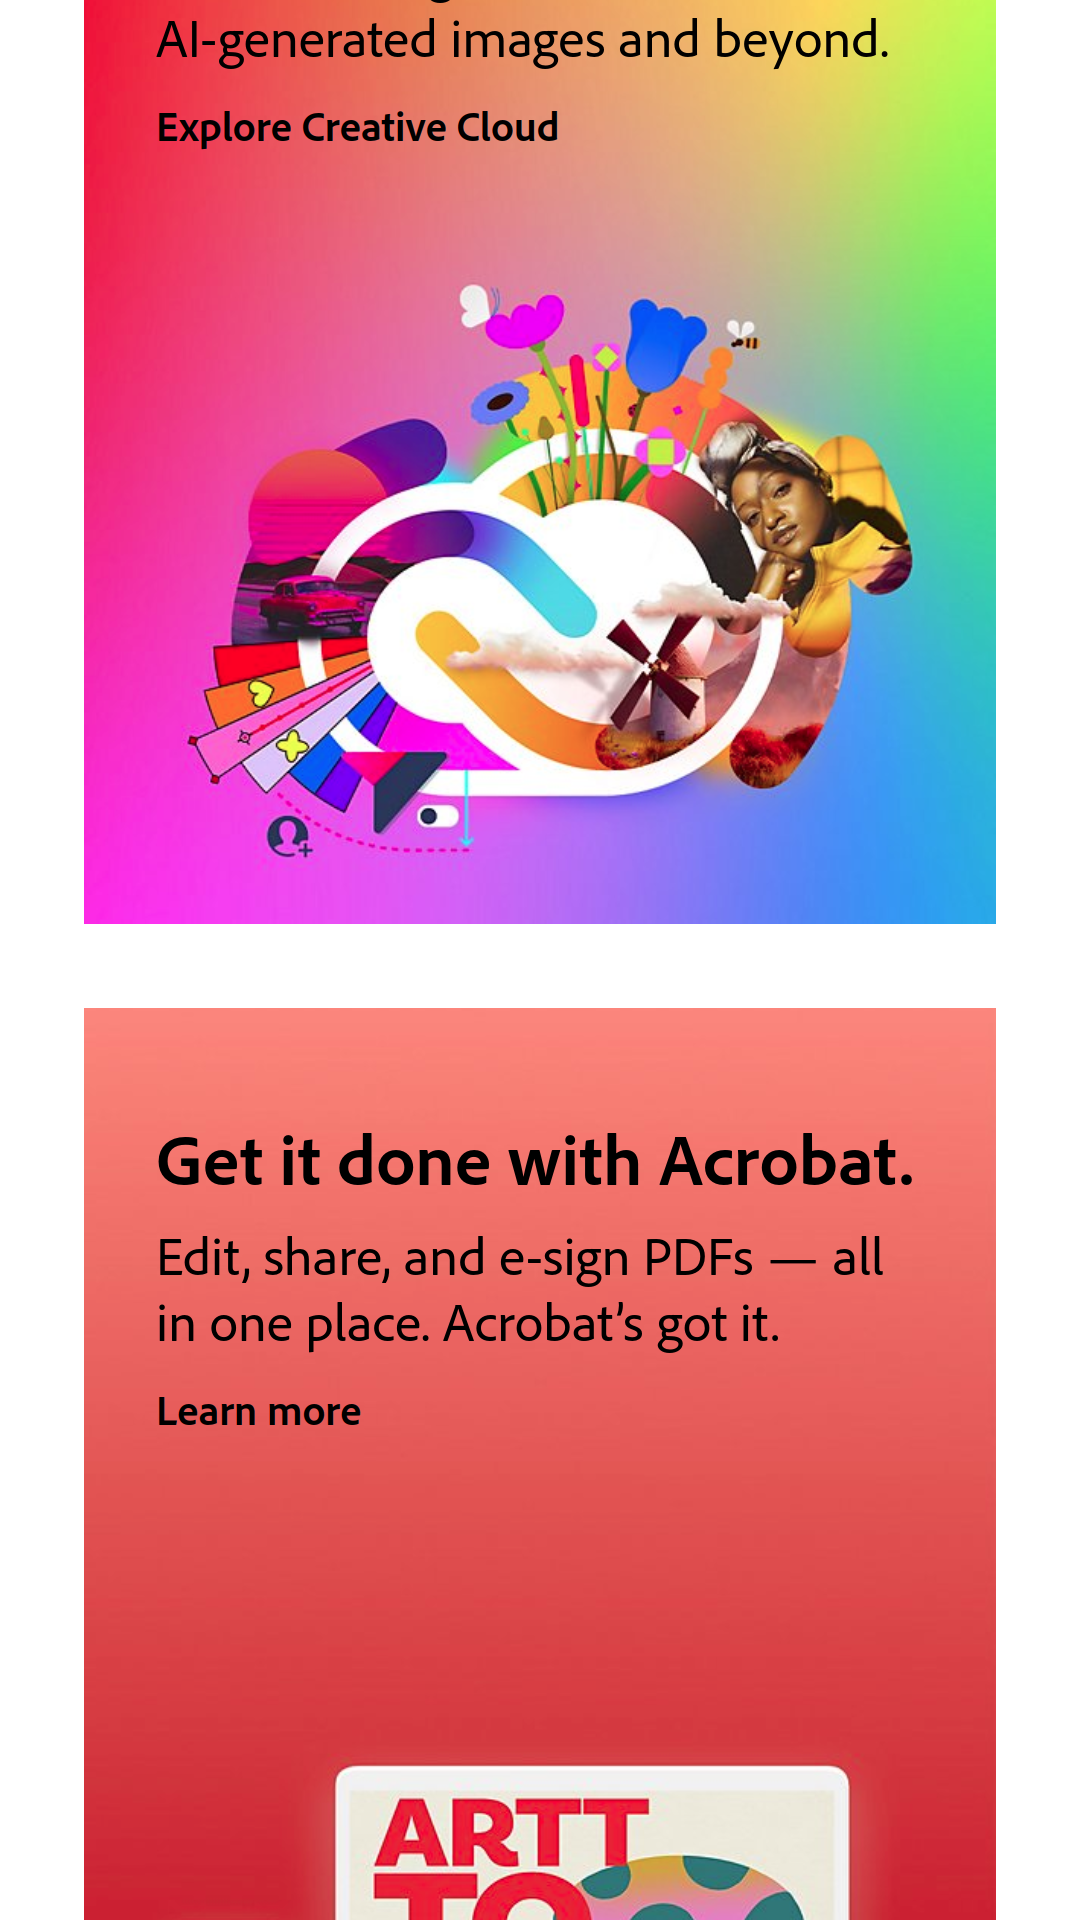 AI-generated images and beyond.
Explore Creative Cloud
Get it done with Acrobat.
Edit, share, and e-sign PDFs — all
in one place. Acrobat’s got it.
Learn more
ARTT
TO